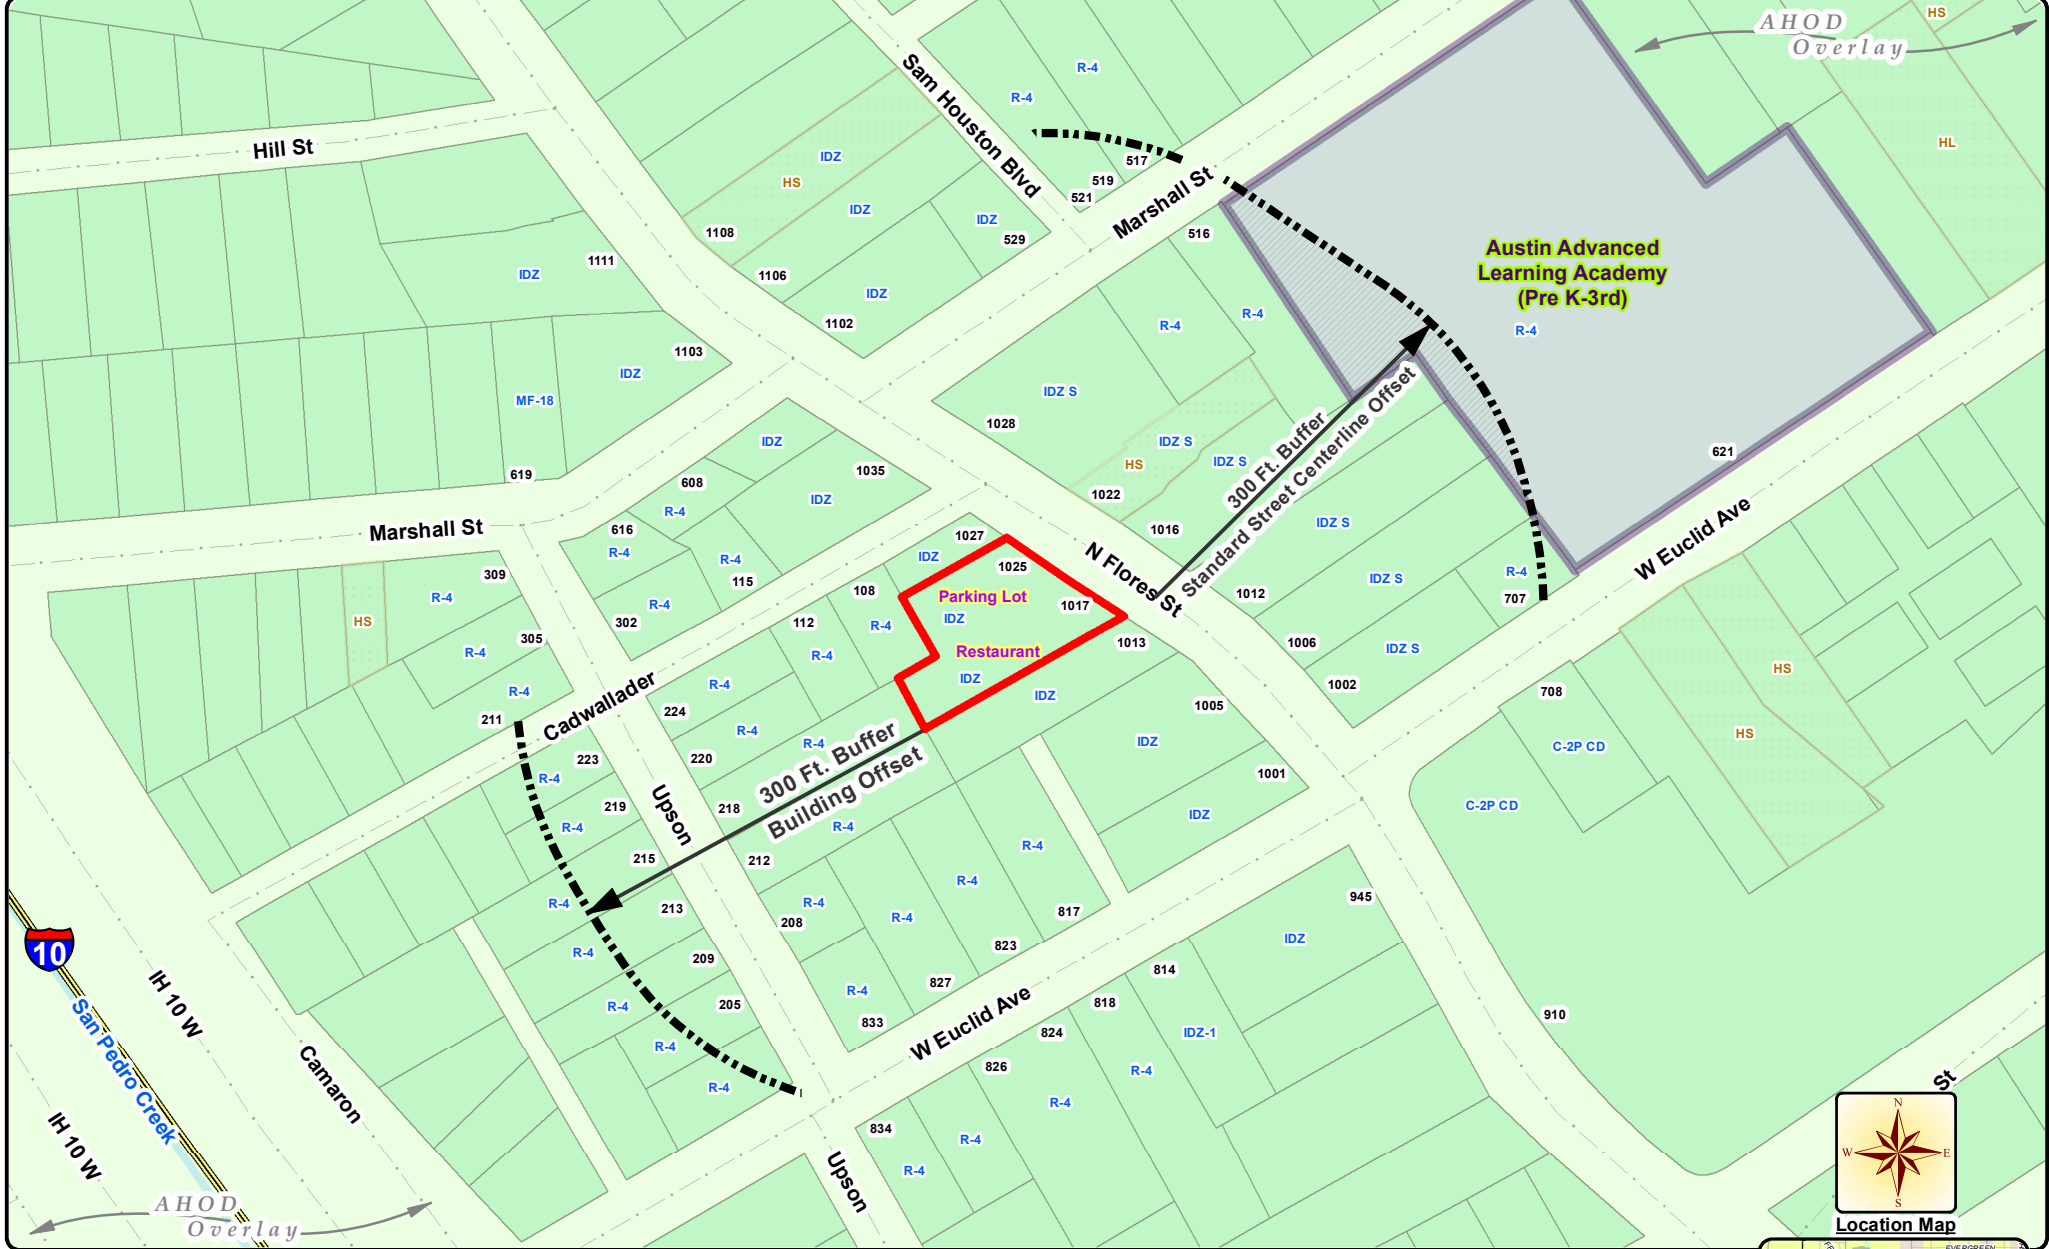 HS
AHOD
Overlay
Sam Houston Blvd
R-4
R-4
Hill St
IDZ
HS
517
HL
519
521
Marshall St
IDZ
IDZ
1108
529
516
Austin Advanced
Learning Academy
(Pre K-3rd)
R-4
1111
IDZ
1106
IDZ
1102
R-4
R-4
1103
IDZ
MF-18
IDZ S
1028
300 Ft. Buffer
Standard Street Centerline Offset
IDZ
IDZ S
IDZ S
HS
621
1035
619
608
IDZ
1022
R-4
616
Marshall St
1016
IDZ S
W Euclid Ave
1027
N Flores St
R-4
IDZ
R-4
1025
309
115
R-4
IDZ S
R-4
108
Parking Lot
1017
1012
707
R-4
HS
302
112
R-4
IDZ
305
R-4
R-4
Restaurant
1013
1006
IDZ S
HS
R-4
R-4
IDZ
IDZ
1002
708
211
Cadwallader
224
1005
R-4
R-4
IDZ
C-2P CD
HS
223
220
300 Ft. Buffer
Building Offset
R-4
1001
219
Upson
218
C-2P CD
R-4
R-4
IDZ
215
212
R-4
R-4
945
R-4
213
R-4
R-4
817
208
10
R-4
209
823
IDZ
IH 10 W
San Pedro Creek
R-4
205
R-4
827
814
818
833
W Euclid Ave
824
IDZ-1
910
R-4
826
R-4
R-4
Camaron
R-4
St
IH 10 W
834
R-4
R-4
Upson
N
W
E
S
AHOD
Overlay
Location Map
EVERGREEN